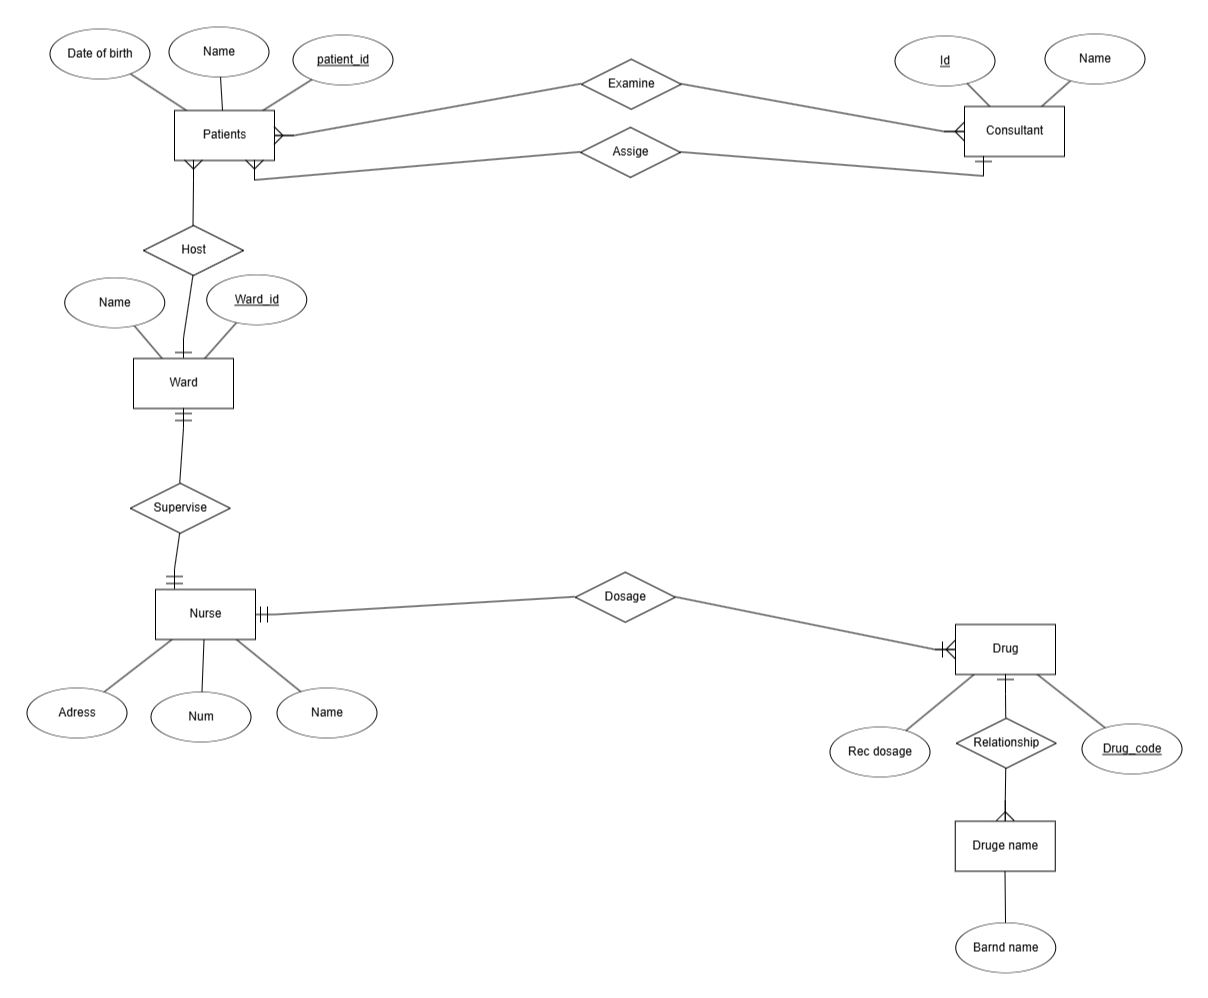 Date of birth
Name
patient_id
Id
Name
Examine
Patients
Consultant
Assige
Host
Name
Ward_id
Ward
Supervise
Nurse
Dosage
Drug
Adress
Num
Name
Rec dosage
Relationship
Drug_code
Druge name
Barnd name